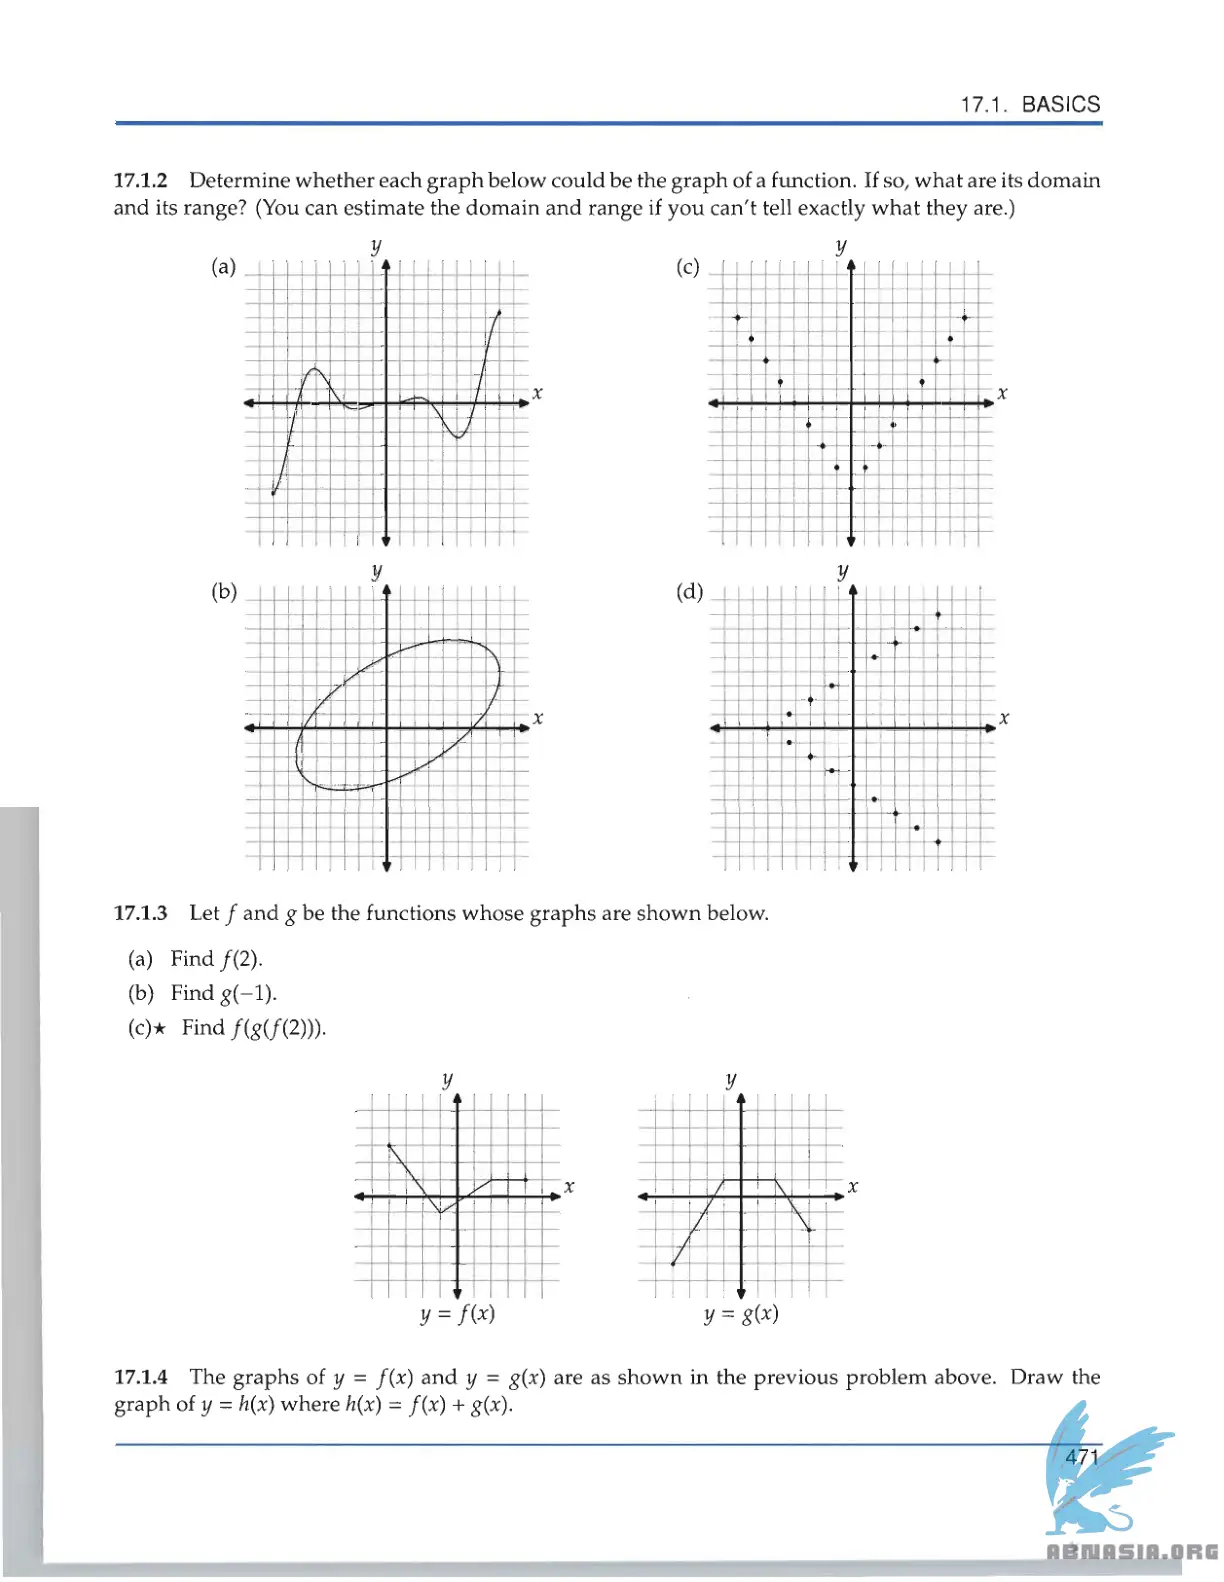 17.1. BASICS
17.1.2 Determine whether each graph below could be the graph of a function. If so, what are its domain
and its range? (You can estimate the domain and range if you can't tell exactly what they are.)
(a)
y
x
(c)
y
x
(b)
y
x
(d)
y
x
17.1.3 Let f and g be the functions whose graphs are shown below.
(a) Find f(2).
(b) Find g(−1).
(c)★ Find f(g(f(2))).
y
x
y
x
y = f(x)
y = g(x)
17.1.4 The graphs of y = f(x) and y = g(x) are as shown in the previous problem above. Draw the
graph of y = h(x) where h(x) = f(x) + g(x).
471
ABNASIA.ORG